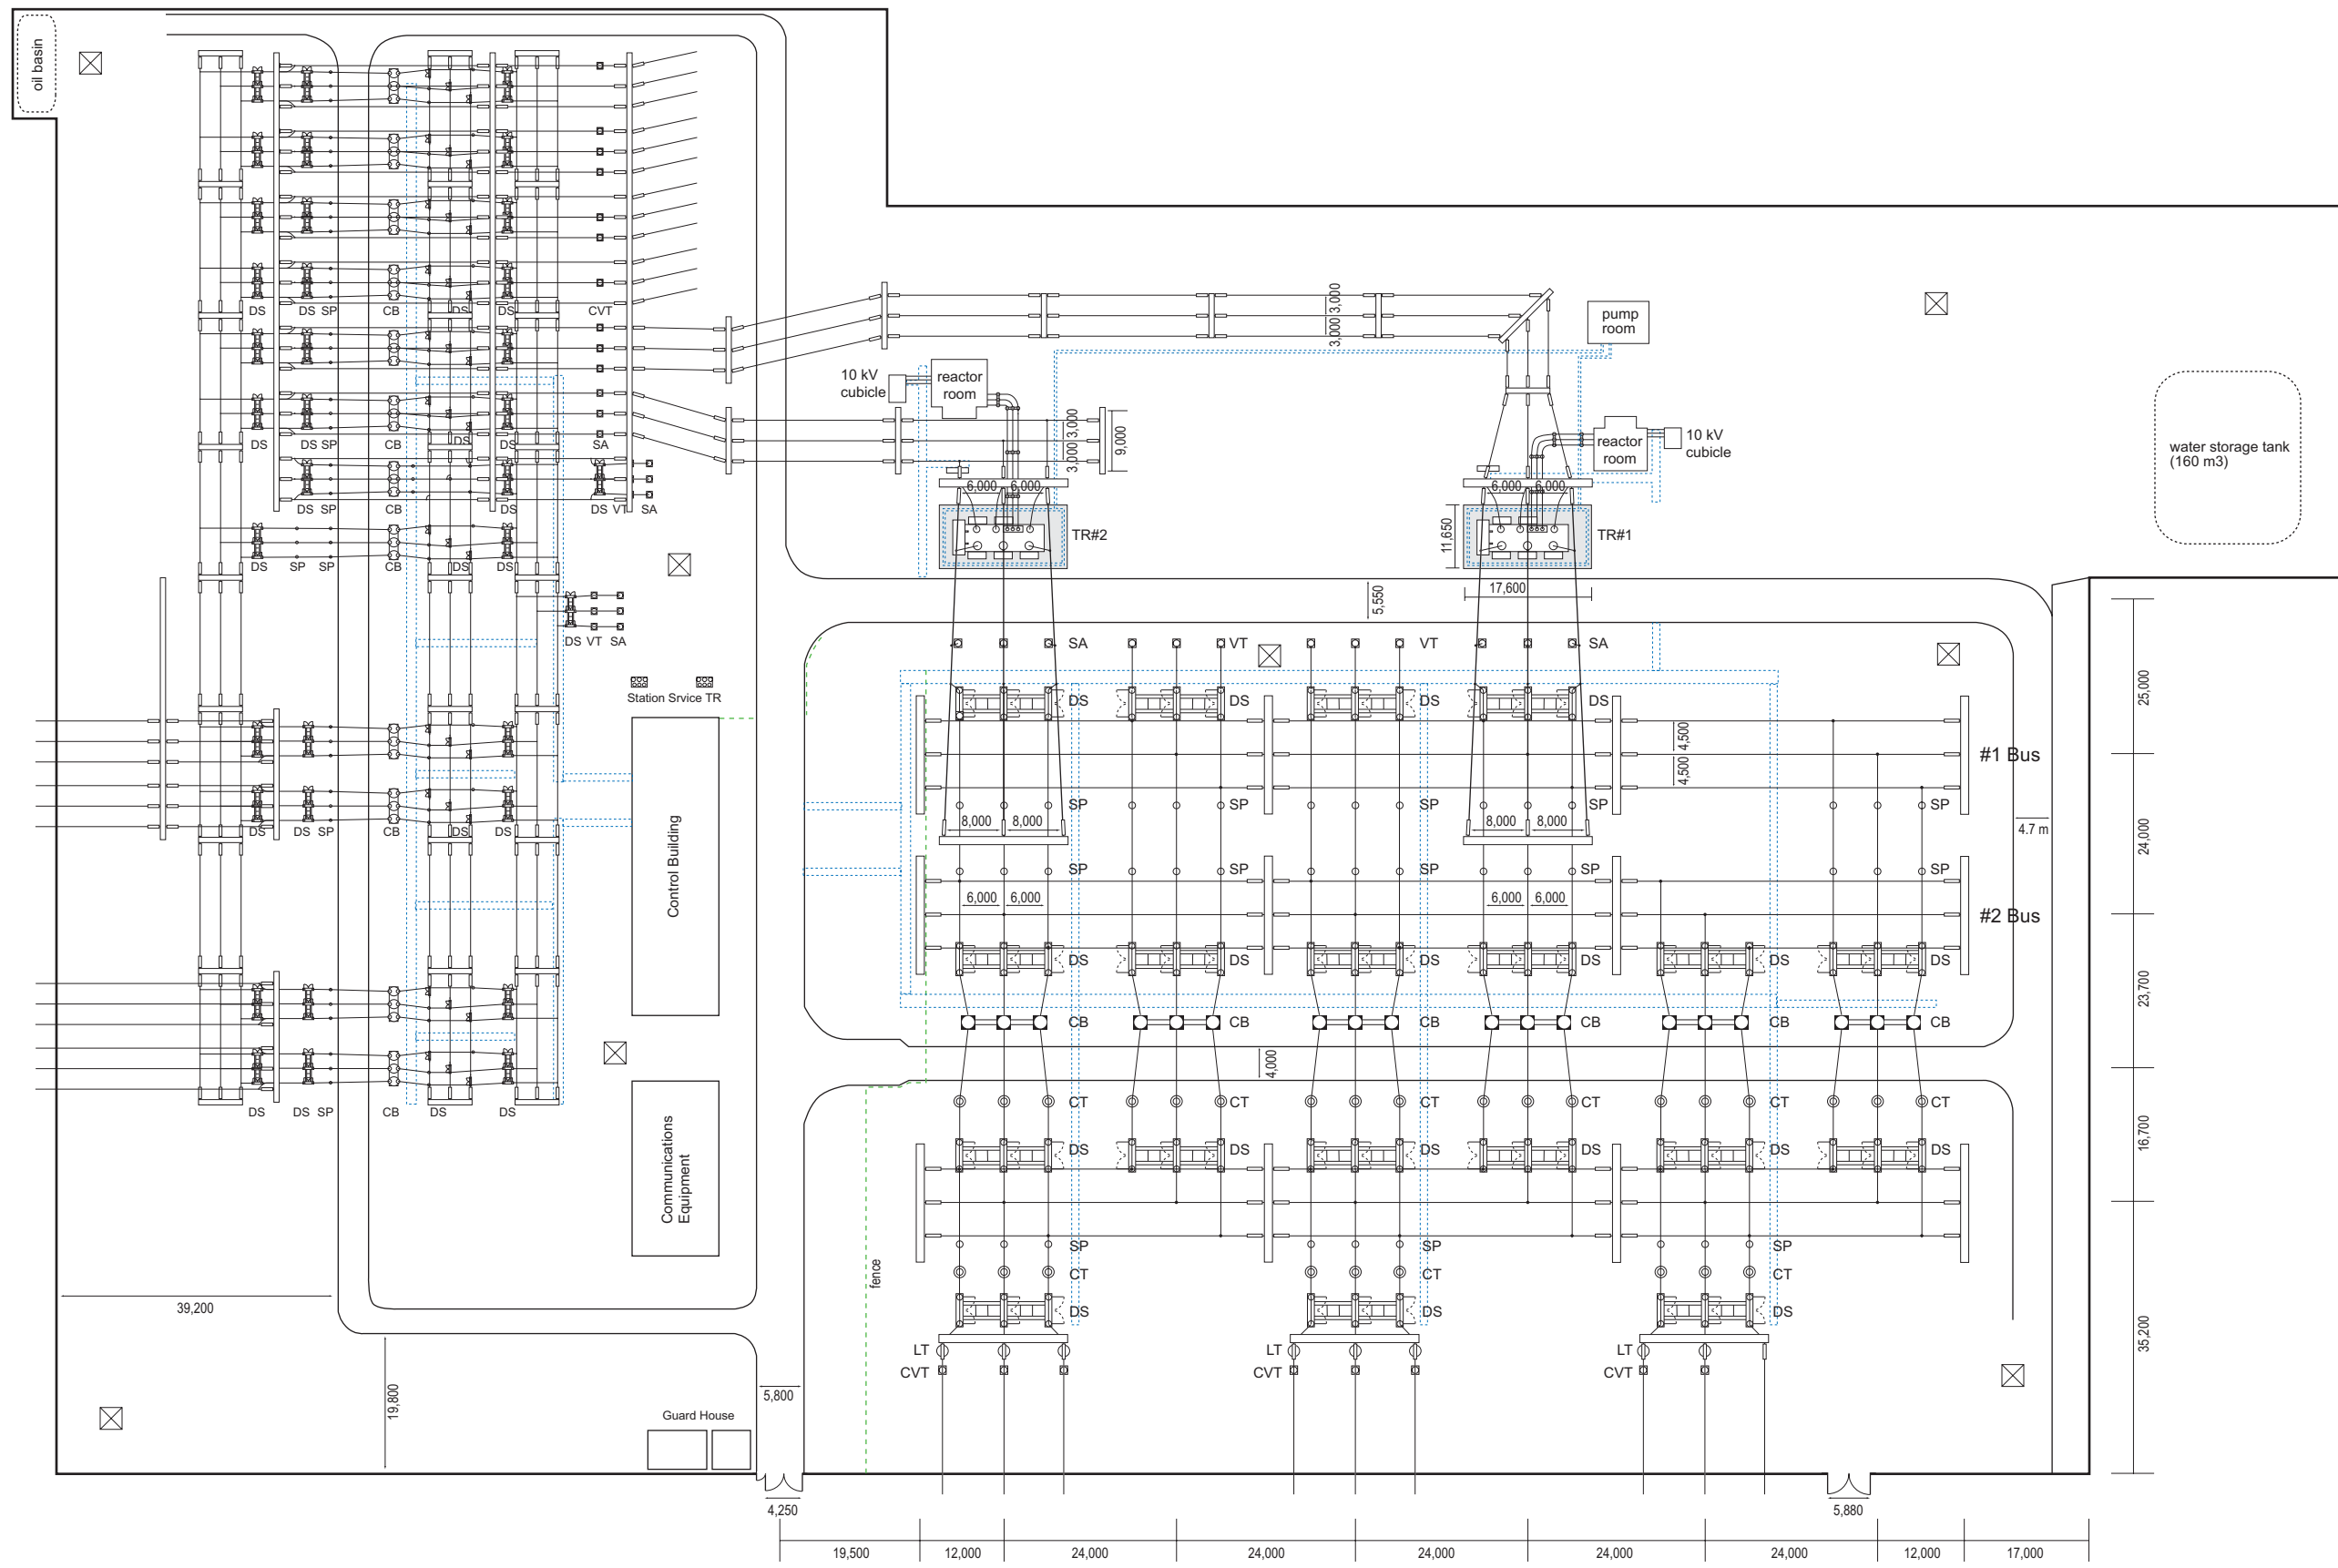 oil basin
DS
DS SP
CB
DS
DS
CVT
3,000 3,000
pump
room
10 kV
cubicle
reactor
room
DS
DS SP
CB
DS
DS
SA
3,000 3,000
9,000
reactor
room
10 kV
cubicle
water storage tank
(160 m3)
DS SP
CB
DS
DS VT SA
6,000 6,000
6,000 6,000
TR#2
11,650
TR#1
DS
SP SP
CB
DS
DS
17,600
5,550
DS VT SA
SA
VT
VT
SA
Station Srvice TR
DS
DS
DS
DS
25,000
4,500 4,500
#1 Bus
SP
SP
SP
SP
SP
8,000 8,000
8,000 8,000
4.7 m
DS
DS SP
CB
DS
DS
Control Building
24,000
SP
SP
SP
SP
SP
6,000 6,000
6,000 6,000
#2 Bus
DS
DS
DS
DS
DS
DS
23,700
CB
CB
CB
CB
CB
CB
4,000
DS
DS SP
CB
DS
DS
CT
CT
CT
CT
CT
CT
16,700
Communications
Equipment
DS
DS
DS
DS
DS
DS
SP
SP
SP
fence
CT
CT
CT
39,200
DS
DS
DS
35,200
LT
LT
LT
CVT
CVT
CVT
19,800
5,800
Guard House
4,250
5,880
19,500
12,000
24,000
24,000
24,000
24,000
24,000
12,000
17,000